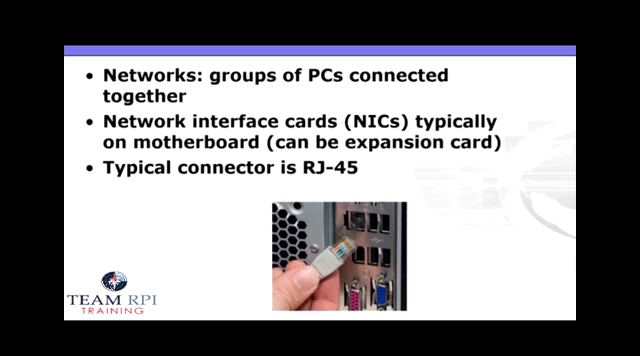 • Networks: groups of PCs connected
together
• Network interface cards (NICs) typically
on motherboard (can be expansion card)
• Typical connector is RJ-45
TEAM RPI
TRAINING